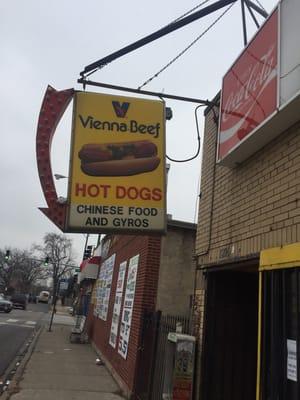 Vienna Beef
HOT DOGS
CHINESE FOOD
AND GYROS
Coca-Cola